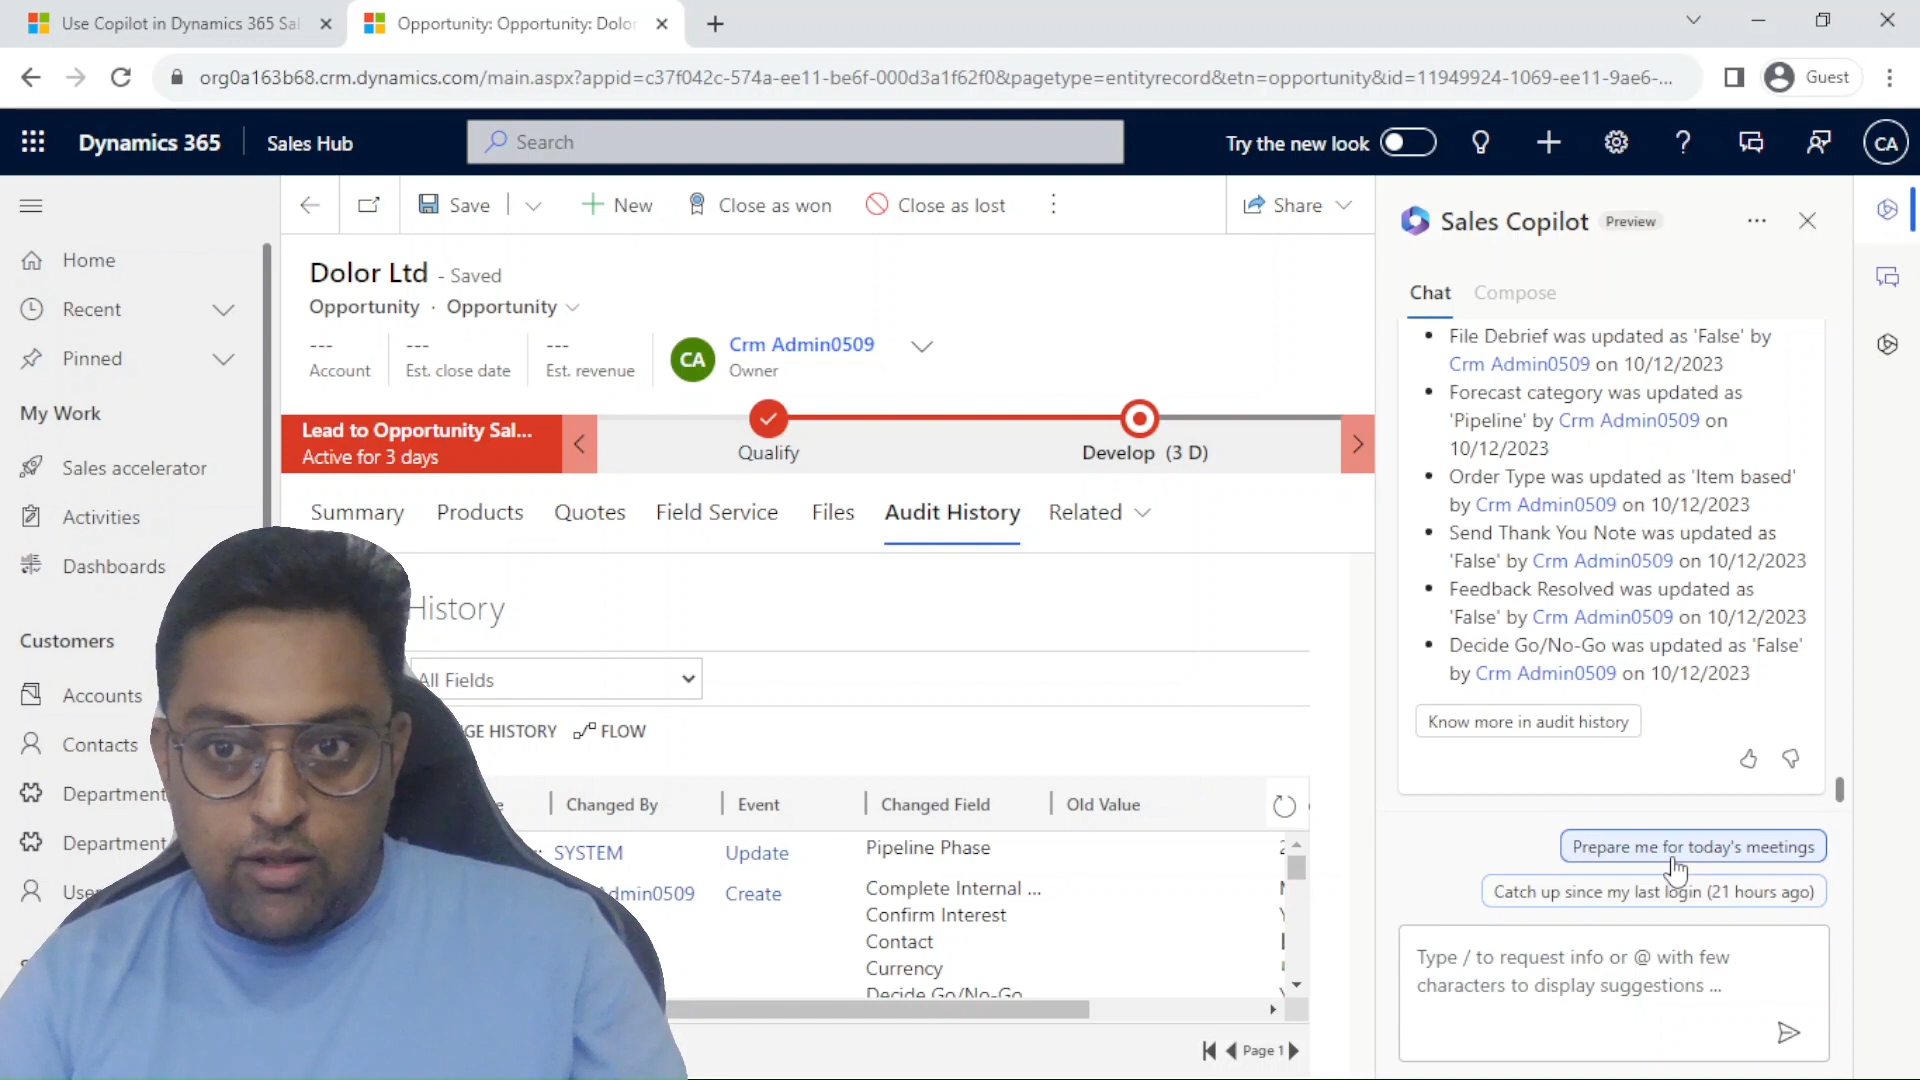 Use Copilot in Dynamics 365 Sal
Opportunity: Opportunity: Dolor
org0a163b68.crm.dynamics.com/main.aspx?appid=c37f042c-574a-ee11-be6f-000d3a1f62f0&pagetype=entityrecord&etn=opportunity&id=11949924-1069-ee11-9ae6-...
Guest
Dynamics 365
Sales Hub
Search
Try the new look
CA
Home
Recent
Pinned
My Work
Sales accelerator
Activities
Dashboards
Customers
Accounts
Contacts
Department
Department
Use
Save
New
Close as won
Close as lost
Share
Dolor Ltd - Saved
Opportunity · Opportunity
---
Account
---
Est. close date
---
Est. revenue
CA
Crm Admin0509
Owner
Lead to Opportunity Sal...
Active for 3 days
Qualify
Develop (3 D)
Summary
Products
Quotes
Field Service
Files
Audit History
Related
History
All Fields
GE HISTORY
FLOW
Changed By
Event
Changed Field
Old Value
SYSTEM
Update
Pipeline Phase
dmin0509
Create
Complete Internal ...
Confirm Interest
Contact
Currency
Decide Go/No-Go
Page 1
Sales Copilot Preview
Chat
Compose
• File Debrief was updated as 'False' by
Crm Admin0509 on 10/12/2023
• Forecast category was updated as
'Pipeline' by Crm Admin0509 on
10/12/2023
• Order Type was updated as 'Item based'
by Crm Admin0509 on 10/12/2023
• Send Thank You Note was updated as
'False' by Crm Admin0509 on 10/12/2023
• Feedback Resolved was updated as
'False' by Crm Admin0509 on 10/12/2023
• Decide Go/No-Go was updated as 'False'
by Crm Admin0509 on 10/12/2023
Know more in audit history
Prepare me for today's meetings
Catch up since my last login (21 hours ago)
Type / to request info or @ with few
characters to display suggestions ...